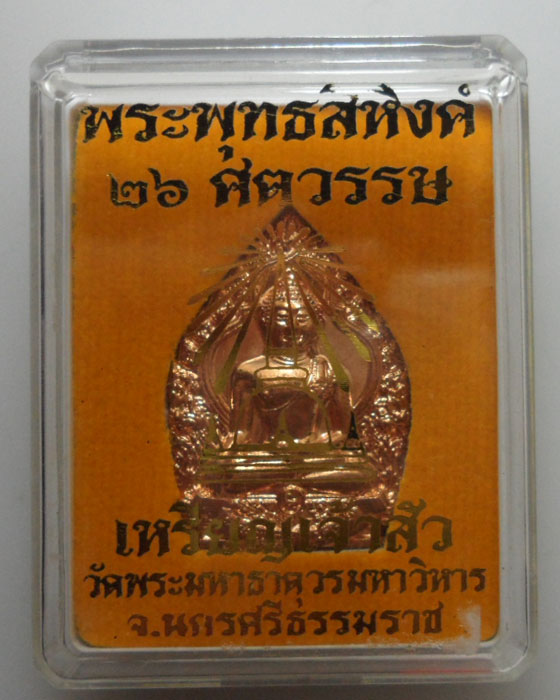 พระพุทธสิหิงค์
๒๖ ศตวรรษ
เหรียญเจ้าสัว
วัดพระมหาธาตุวรมหาวิหาร
จ.นครศรีธรรมราช